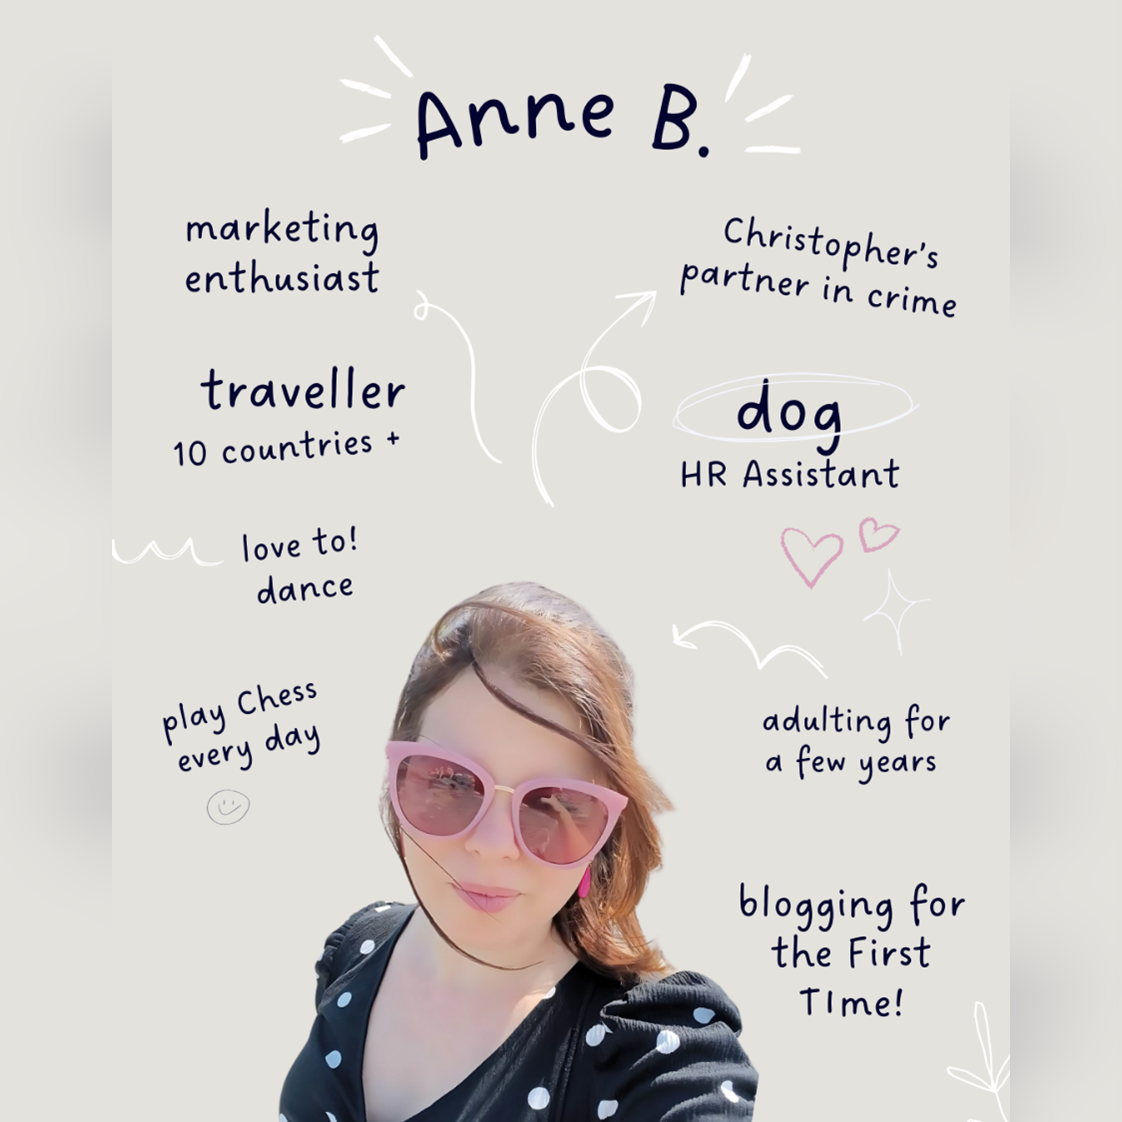 Anne B.
marketing
enthusiast
traveller
10 countries +
love to!
dance
play Chess
every day
Christopher's
partner in crime
dog
HR Assistant
adulting for
a few years
blogging for
the First
TIme!